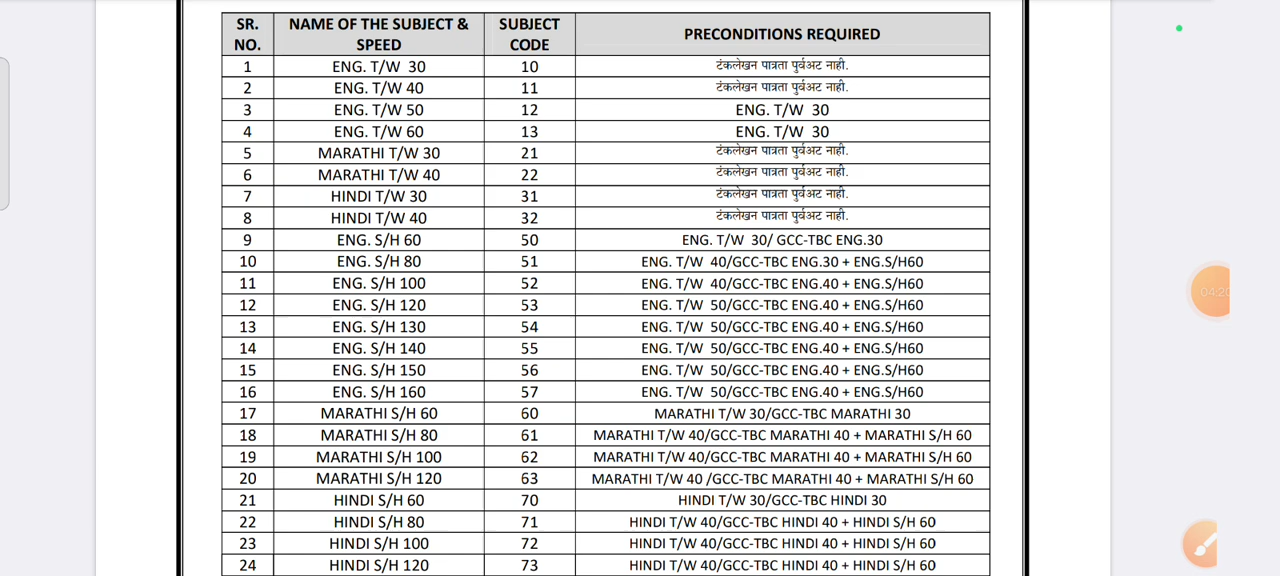 SR. NO. NAME OF THE SUBJECT & SPEED SUBJECT CODE PRECONDITIONS REQUIRED
1 ENG. T/W 30 10 टंकलेखन पात्रता पुर्वअट नाही.
2 ENG. T/W 40 11 टंकलेखन पात्रता पुर्वअट नाही.
3 ENG. T/W 50 12 ENG. T/W 30
4 ENG. T/W 60 13 ENG. T/W 30
5 MARATHI T/W 30 21 टंकलेखन पात्रता पुर्वअट नाही.
6 MARATHI T/W 40 22 टंकलेखन पात्रता पुर्वअट नाही.
7 HINDI T/W 30 31 टंकलेखन पात्रता पुर्वअट नाही.
8 HINDI T/W 40 32 टंकलेखन पात्रता पुर्वअट नाही.
9 ENG. S/H 60 50 ENG. T/W 30/ GCC-TBC ENG.30
10 ENG. S/H 80 51 ENG. T/W 40/GCC-TBC ENG.30 + ENG.S/H60
11 ENG. S/H 100 52 ENG. T/W 40/GCC-TBC ENG.40 + ENG.S/H60
12 ENG. S/H 120 53 ENG. T/W 50/GCC-TBC ENG.40 + ENG.S/H60
13 ENG. S/H 130 54 ENG. T/W 50/GCC-TBC ENG.40 + ENG.S/H60
14 ENG. S/H 140 55 ENG. T/W 50/GCC-TBC ENG.40 + ENG.S/H60
15 ENG. S/H 150 56 ENG. T/W 50/GCC-TBC ENG.40 + ENG.S/H60
16 ENG. S/H 160 57 ENG. T/W 50/GCC-TBC ENG.40 + ENG.S/H60
17 MARATHI S/H 60 60 MARATHI T/W 30/GCC-TBC MARATHI 30
18 MARATHI S/H 80 61 MARATHI T/W 40/GCC-TBC MARATHI 40 + MARATHI S/H 60
19 MARATHI S/H 100 62 MARATHI T/W 40/GCC-TBC MARATHI 40 + MARATHI S/H 60
20 MARATHI S/H 120 63 MARATHI T/W 40 /GCC-TBC MARATHI 40 + MARATHI S/H 60
21 HINDI S/H 60 70 HINDI T/W 30/GCC-TBC HINDI 30
22 HINDI S/H 80 71 HINDI T/W 40/GCC-TBC HINDI 40 + HINDI S/H 60
23 HINDI S/H 100 72 HINDI T/W 40/GCC-TBC HINDI 40 + HINDI S/H 60
24 HINDI S/H 120 73 HINDI T/W 40/GCC-TBC HINDI 40 + HINDI S/H 60